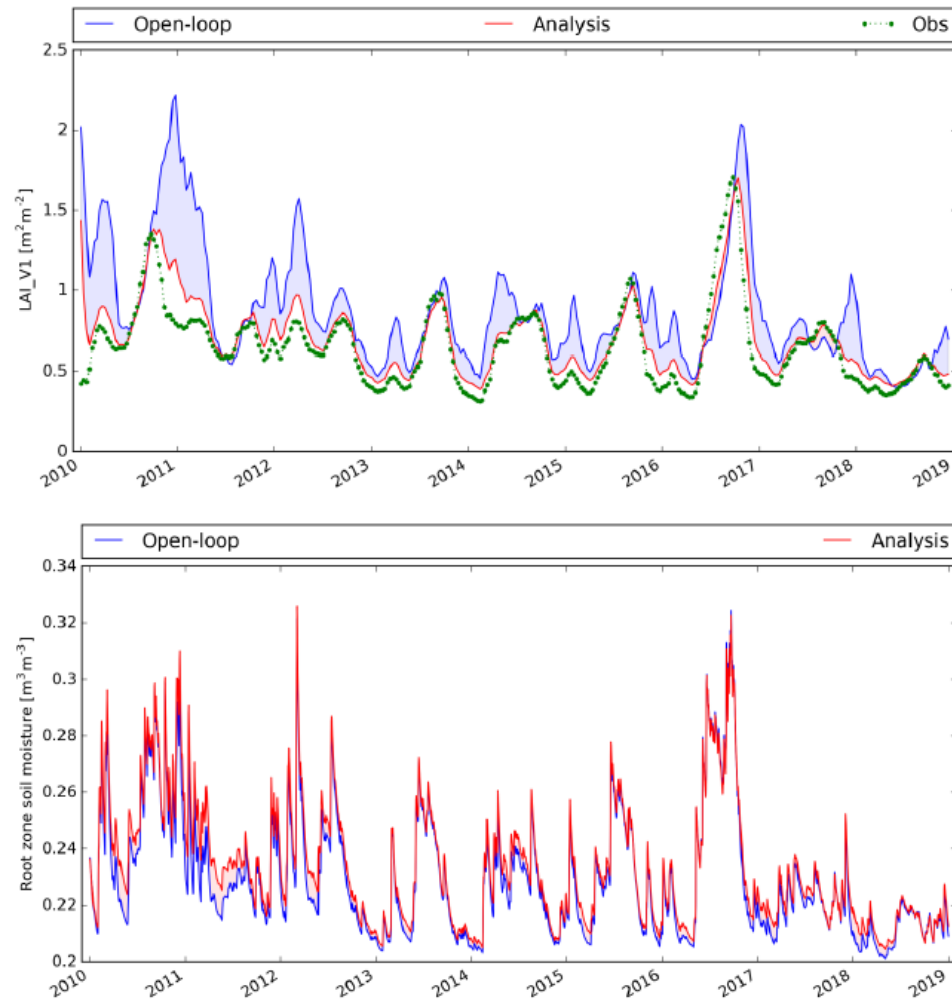 Open-loop Analysis Obs
2.5
2
1.5
1
0.5
0
LAI_V1 [m²m⁻²]
2010 2011 2012 2013 2014 2015 2016 2017 2018 2019
Open-loop Analysis
0.34
0.32
0.3
0.28
0.26
0.24
0.22
0.2
Root zone soil moisture [m³m⁻³]
2010 2011 2012 2013 2014 2015 2016 2017 2018 2019